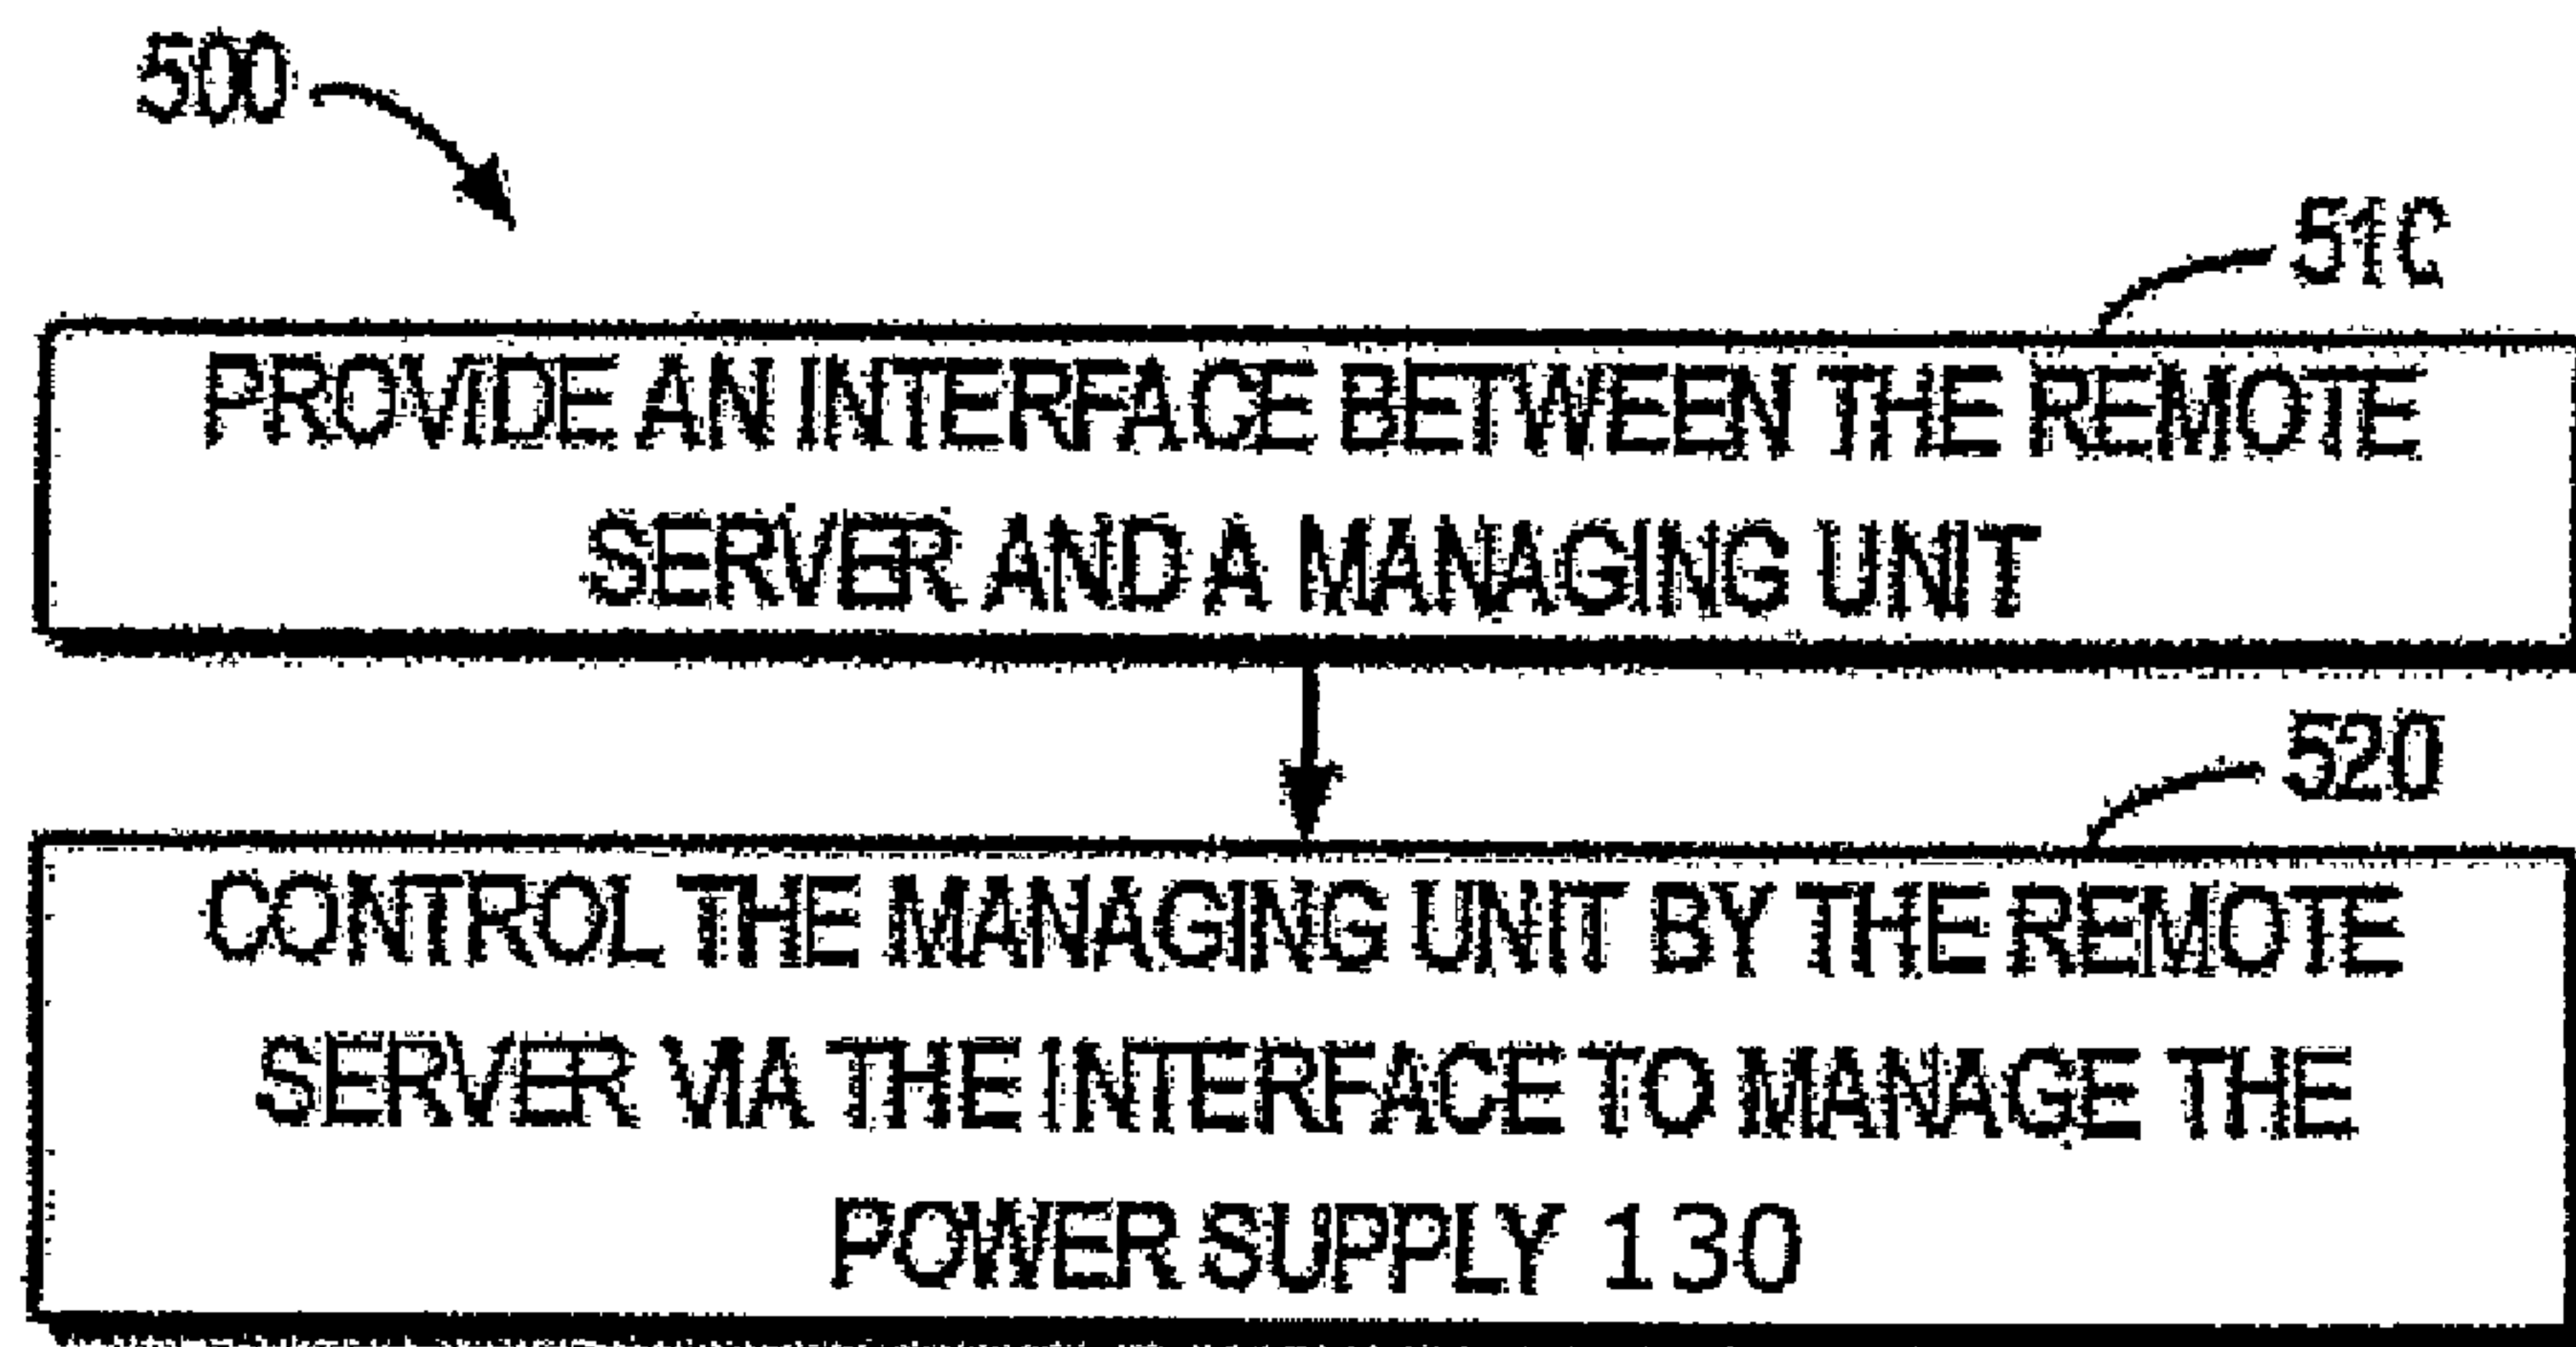 500
510
PROVIDE AN INTERFACE BETWEEN THE REMOTE
SERVER AND A MANAGING UNIT
520
CONTROL THE MANAGING UNIT BY THE REMOTE
SERVER VIA THE INTERFACE TO MANAGE THE
POWER SUPPLY 130